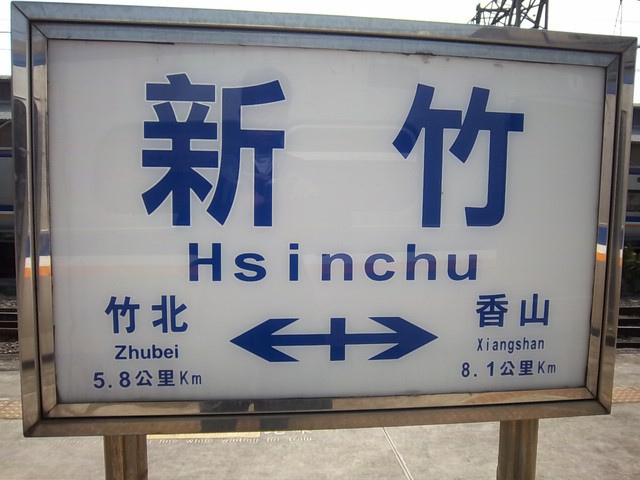 新竹
Hsinchu
竹北
Zhubei
5.8公里Km
香山
Xiangshan
8.1公里Km